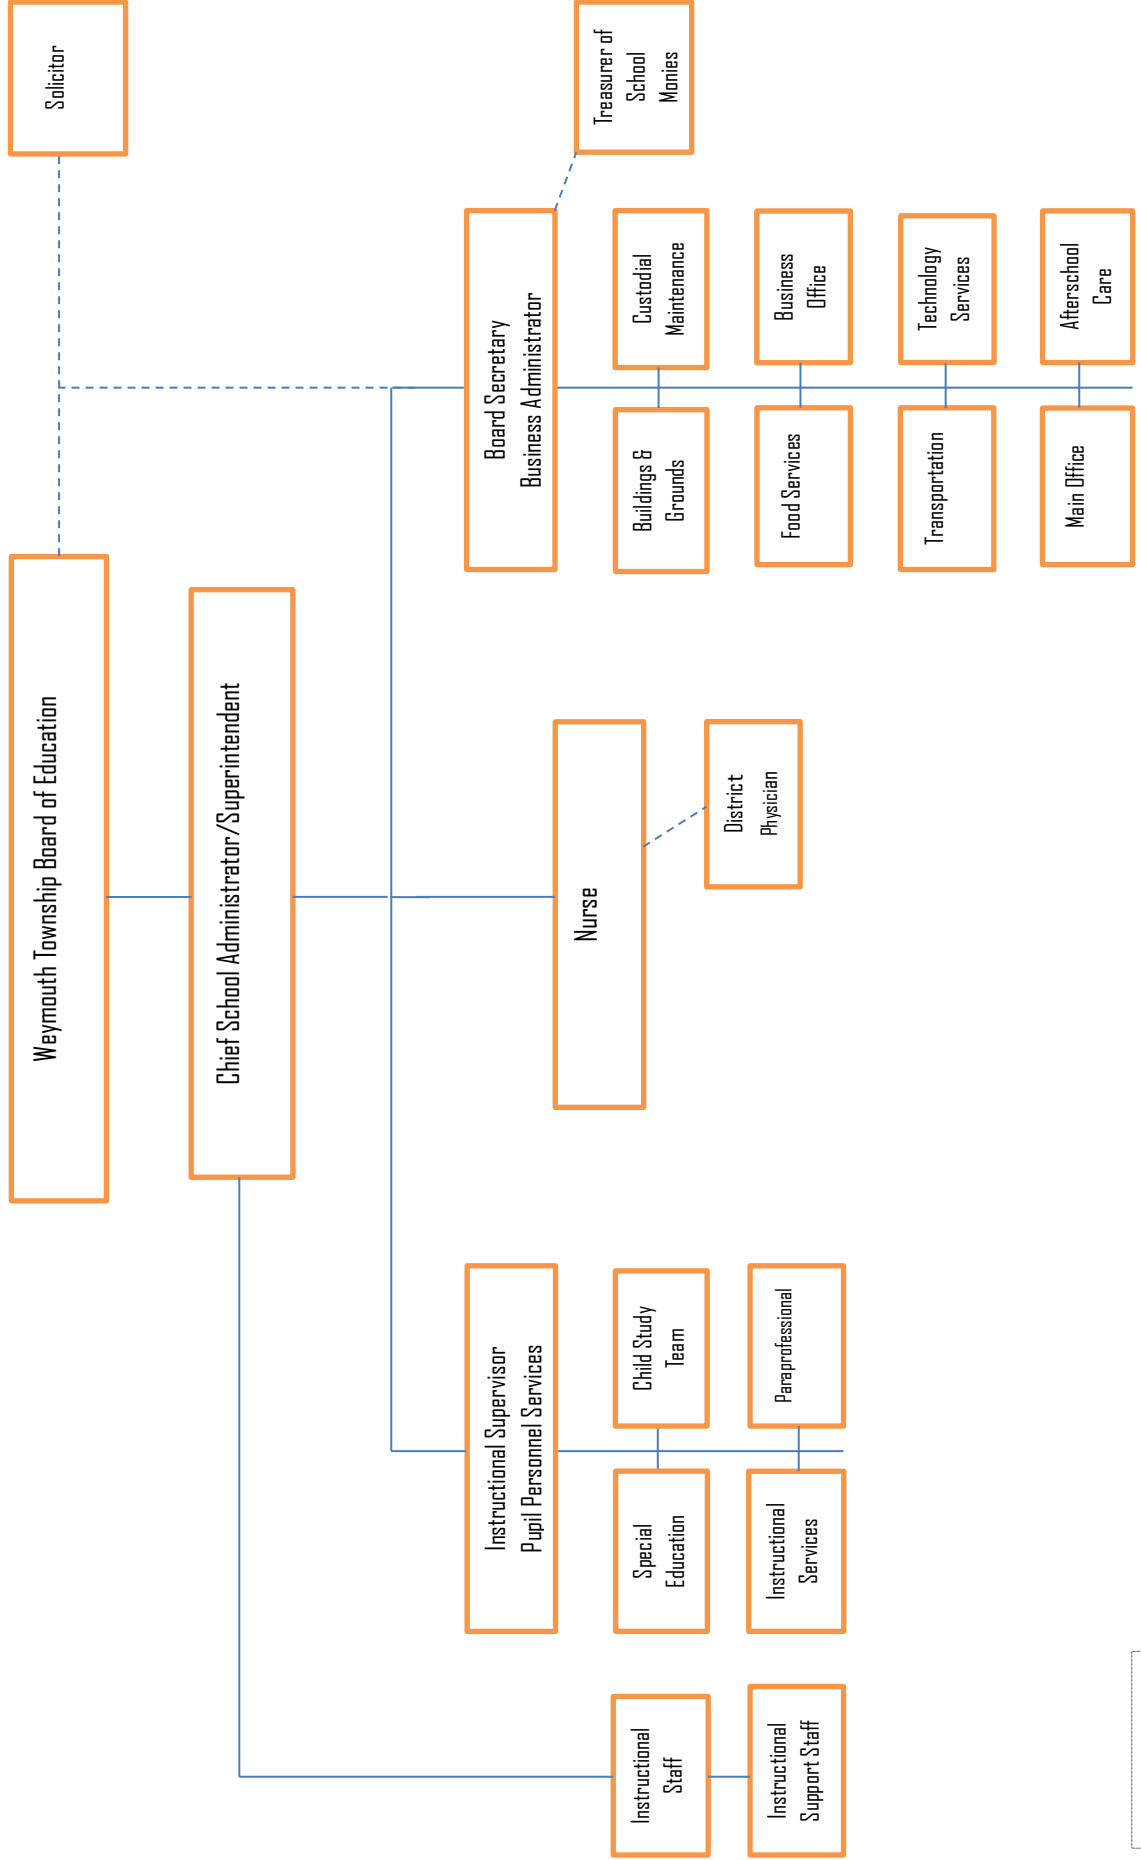 Weymouth Township Board of Education
Solicitor
Chief School Administrator/Superintendent
Instructional Supervisor
Pupil Personnel Services
Board Secretary
Business Administrator
Nurse
Treasurer of
School
Monies
Instructional
Staff
Special
Education
Child Study
Team
Buildings &
Grounds
Custodial
Maintenance
District
Physician
Instructional
Support Staff
Instructional
Services
Paraprofessional
Food Services
Business
Office
Transportation
Technology
Services
Main Office
Afterschool
Care